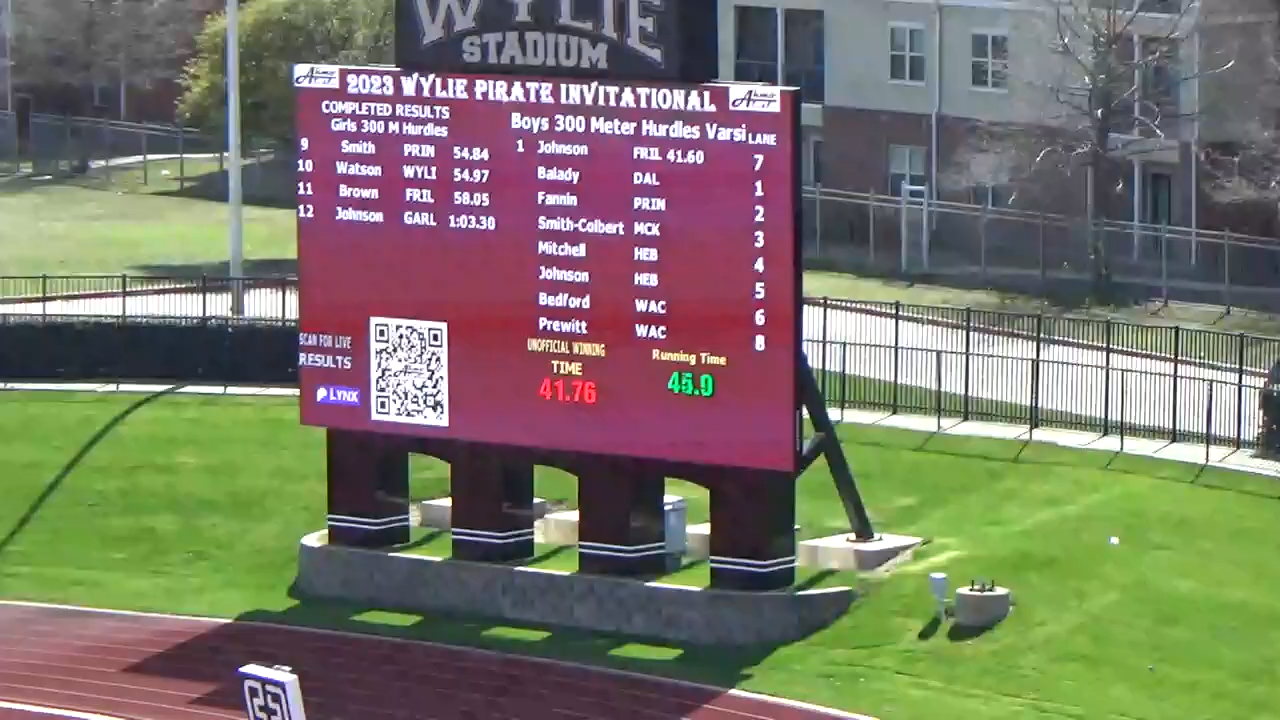 WYLIE
STADIUM
2023 WYLIE PIRATE INVITATIONAL
COMPLETED RESULTS
Girls 300 M Hurdles
9 Smith PRIN 54.84
10 Watson WYLI 54.97
11 Brown FRIL 58.05
12 Johnson GARL 1:03.30
Boys 300 Meter Hurdles Varsi LANE
1 Johnson FRIL 41.60 7
Balady DAL 1
Fannin PRIN 2
Smith-Colbert MCK 3
Mitchell HEB 4
Johnson HEB 5
Bedford WAC 6
Prewitt WAC 8
SCAN FOR LIVE
RESULTS
LYNX
UNOFFICIAL WINNING
TIME
41.76
Running Time
45.9